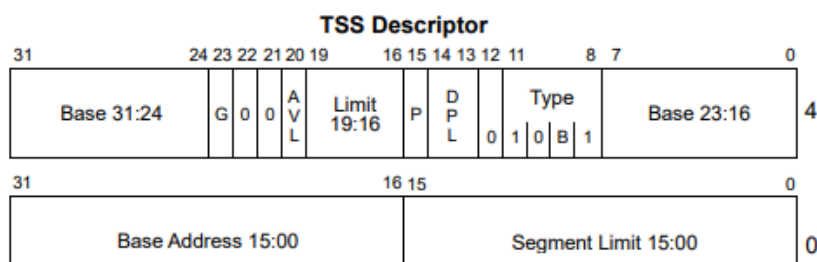 TSS Descriptor
31 24 23 22 21 20 19 16 15 14 13 12 11 8 7 0
Base 31:24 G 0 0 AVL Limit 19:16 P DPL 0 Type 1 0 B 1 Base 23:16 4
31 16 15 0
Base Address 15:00 Segment Limit 15:00 0